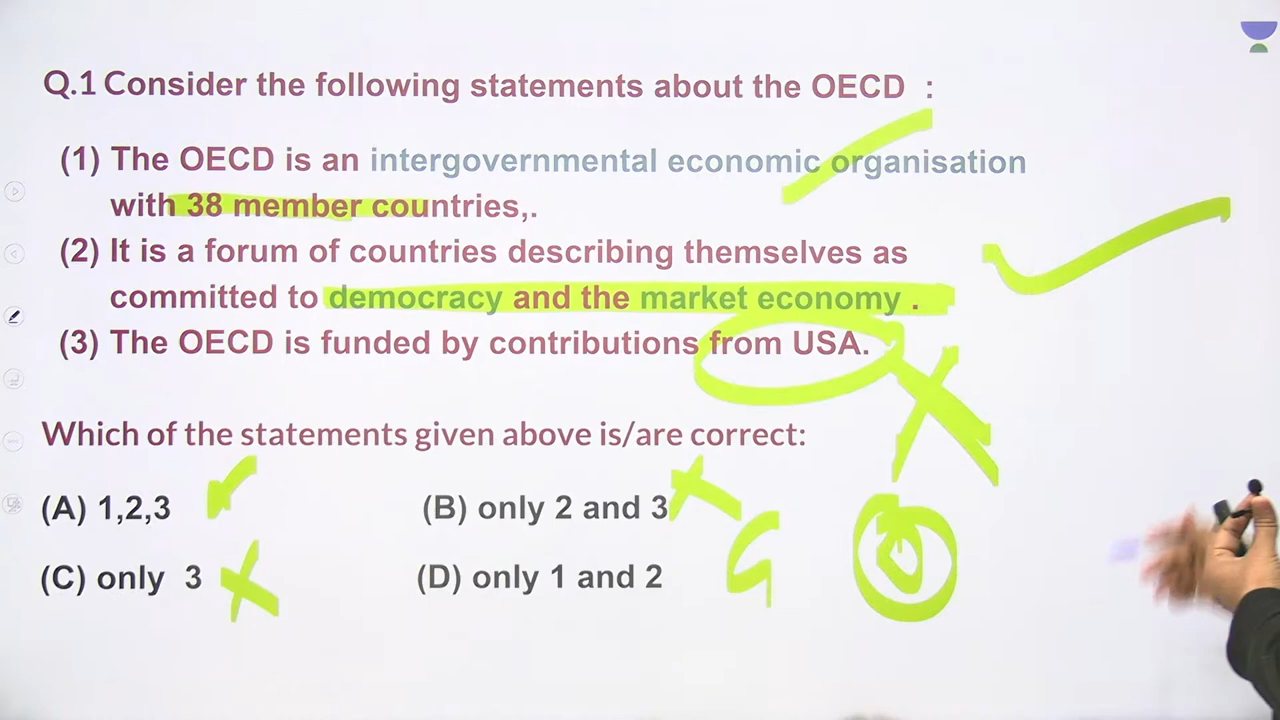 Q.1 Consider the following statements about the OECD :
(1) The OECD is an intergovernmental economic organisation
with 38 member countries,.
(2) It is a forum of countries describing themselves as
committed to democracy and the market economy .
(3) The OECD is funded by contributions from USA.
Which of the statements given above is/are correct:
(A) 1,2,3 (B) only 2 and 3
(C) only 3 (D) only 1 and 2